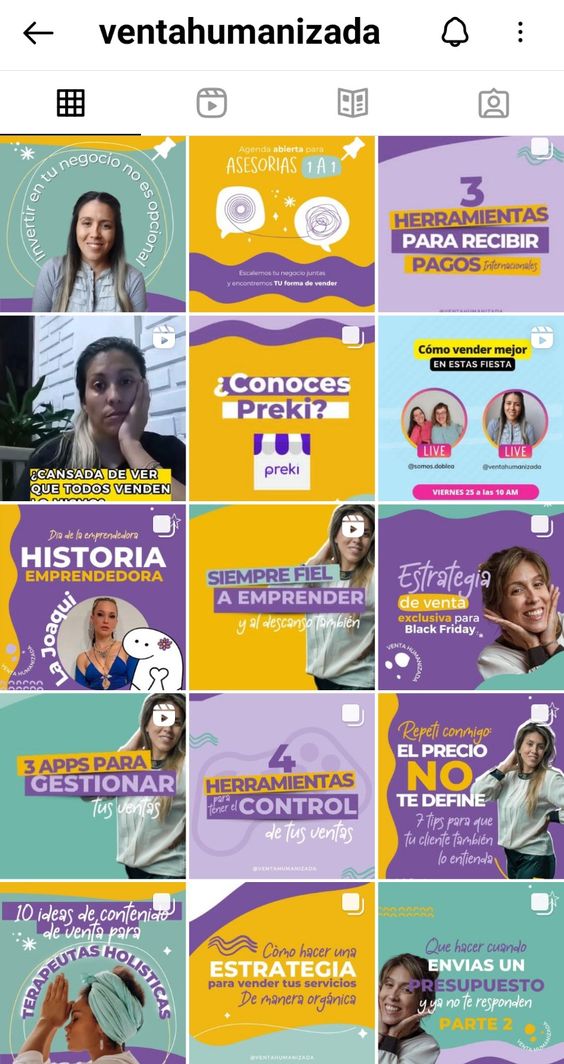 ventahumanizada
Invertir en tu negocio no es opcional
Agenda abierta para
ASESORIAS 1 A 1
Escalemos tu negocio juntas
y encontremos TU forma de vender
3
HERRAMIENTAS
PARA RECIBIR
PAGOS Internacionales
@VENTAHUMANIZADA
¿CANSADA DE VER
QUE TODOS VENDEN
LO MISMO?
¿Conoces
Preki?
preki
Cómo vender mejor
EN ESTAS FIESTA
LIVE
LIVE
@somos.doblea
@ventahumanizada
VIERNES 25 a las 10 AM
Dia de la emprendedora
HISTORIA
EMPRENDEDORA
La Joaqui
VENTA HUMANIZADA
SIEMPRE FIEL
A EMPRENDER
y al descanso también
Estrategia
de venta
exclusiva para
Black Friday
VENTA HUMANIZADA
3 APPS PARA
GESTIONAR
tus ventas
4
HERRAMIENTAS
para tener el CONTROL
de tus ventas
@VENTAHUMANIZADA
Repetí conmigo:
EL PRECIO
NO
TE DEFINE
7 tips para que
tu cliente también
lo entienda
10 ideas de contenido
de venta para
TERAPEUTAS HOLISTICAS
Cómo hacer una
ESTRATEGIA
para vender tus servicios
De manera orgánica
@VENTAHUMANIZADA
Que hacer cuando
ENVIAS UN
PRESUPUESTO
y ya no te responden
PARTE 2
VENTA HUMANIZADA